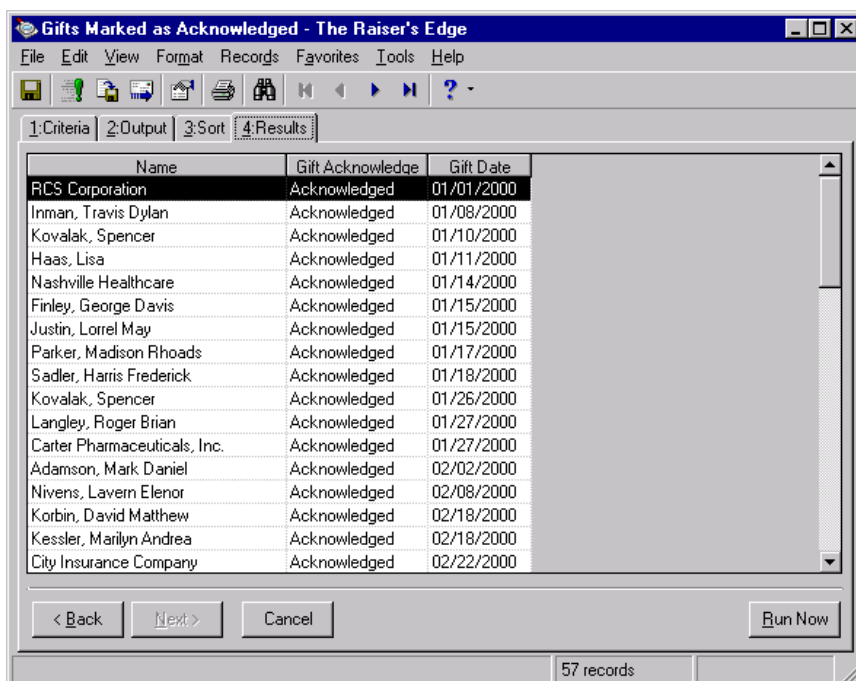 Gifts Marked as Acknowledged - The Raiser's Edge
File Edit View Format Records Favorites Tools Help
1:Criteria 2:Output 3:Sort 4:Results
Name Gift Acknowledge Gift Date
RCS Corporation Acknowledged 01/01/2000
Inman, Travis Dylan Acknowledged 01/08/2000
Kovalak, Spencer Acknowledged 01/10/2000
Haas, Lisa Acknowledged 01/11/2000
Nashville Healthcare Acknowledged 01/14/2000
Finley, George Davis Acknowledged 01/15/2000
Justin, Lorrel May Acknowledged 01/15/2000
Parker, Madison Rhoads Acknowledged 01/17/2000
Sadler, Harris Frederick Acknowledged 01/18/2000
Kovalak, Spencer Acknowledged 01/26/2000
Langley, Roger Brian Acknowledged 01/27/2000
Carter Pharmaceuticals, Inc. Acknowledged 01/27/2000
Adamson, Mark Daniel Acknowledged 02/02/2000
Nivens, Lavern Elenor Acknowledged 02/08/2000
Korbin, David Matthew Acknowledged 02/18/2000
Kessler, Marilyn Andrea Acknowledged 02/18/2000
City Insurance Company Acknowledged 02/22/2000
< Back Next > Cancel Run Now
57 records